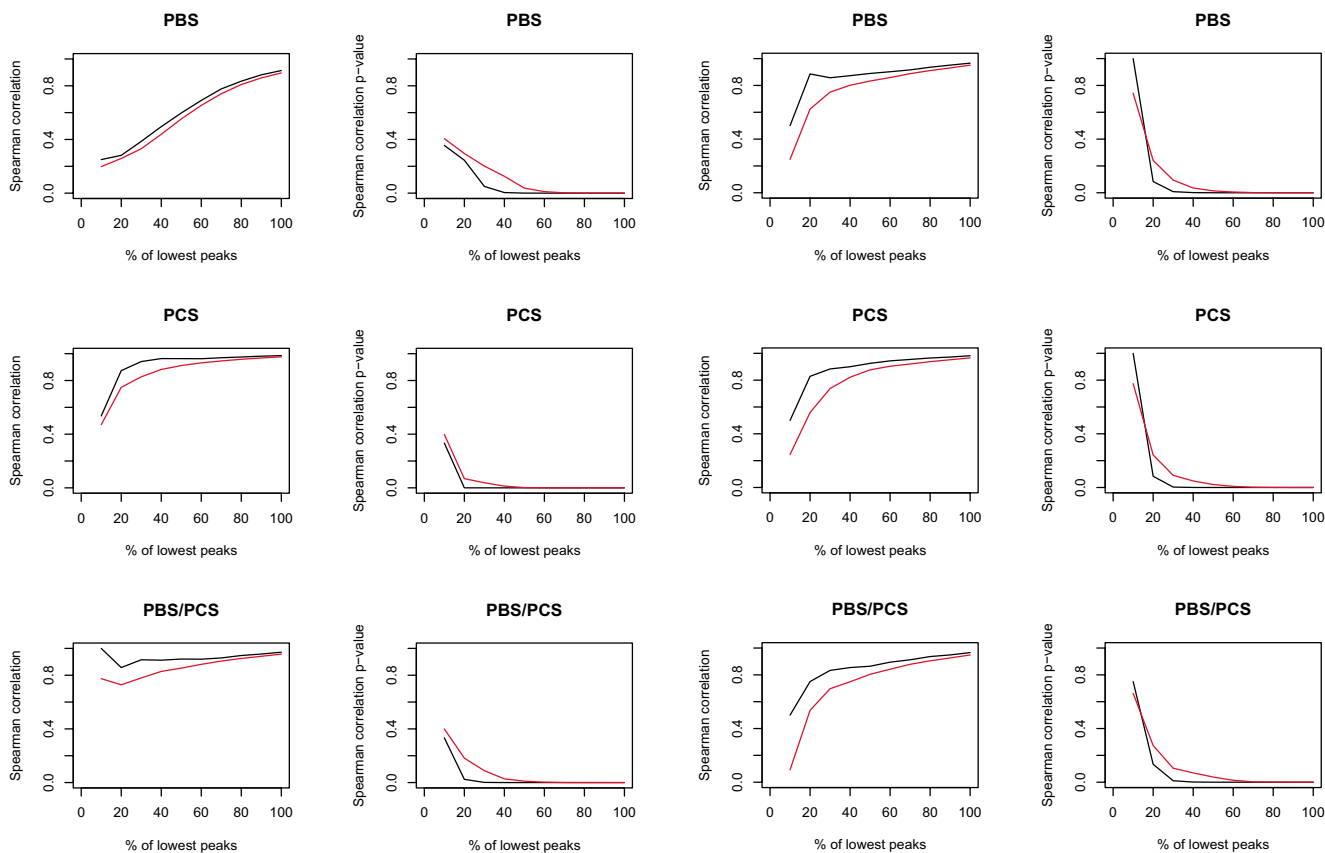 PBS
Spearman correlation
0.0 0.4 0.8
0 20 40 60 80 100
% of lowest peaks
PBS
Spearman correlation p−value
0.0 0.4 0.8
0 20 40 60 80 100
% of lowest peaks
PBS
Spearman correlation
0.0 0.4 0.8
0 20 40 60 80 100
% of lowest peaks
PBS
Spearman correlation p−value
0.0 0.4 0.8
0 20 40 60 80 100
% of lowest peaks
PCS
Spearman correlation
0.0 0.4 0.8
0 20 40 60 80 100
% of lowest peaks
PCS
Spearman correlation p−value
0.0 0.4 0.8
0 20 40 60 80 100
% of lowest peaks
PCS
Spearman correlation
0.0 0.4 0.8
0 20 40 60 80 100
% of lowest peaks
PCS
Spearman correlation p−value
0.0 0.4 0.8
0 20 40 60 80 100
% of lowest peaks
PBS/PCS
Spearman correlation
0.0 0.4 0.8
0 20 40 60 80 100
% of lowest peaks
PBS/PCS
Spearman correlation p−value
0.0 0.4 0.8
0 20 40 60 80 100
% of lowest peaks
PBS/PCS
Spearman correlation
0.0 0.4 0.8
0 20 40 60 80 100
% of lowest peaks
PBS/PCS
Spearman correlation p−value
0.0 0.4 0.8
0 20 40 60 80 100
% of lowest peaks